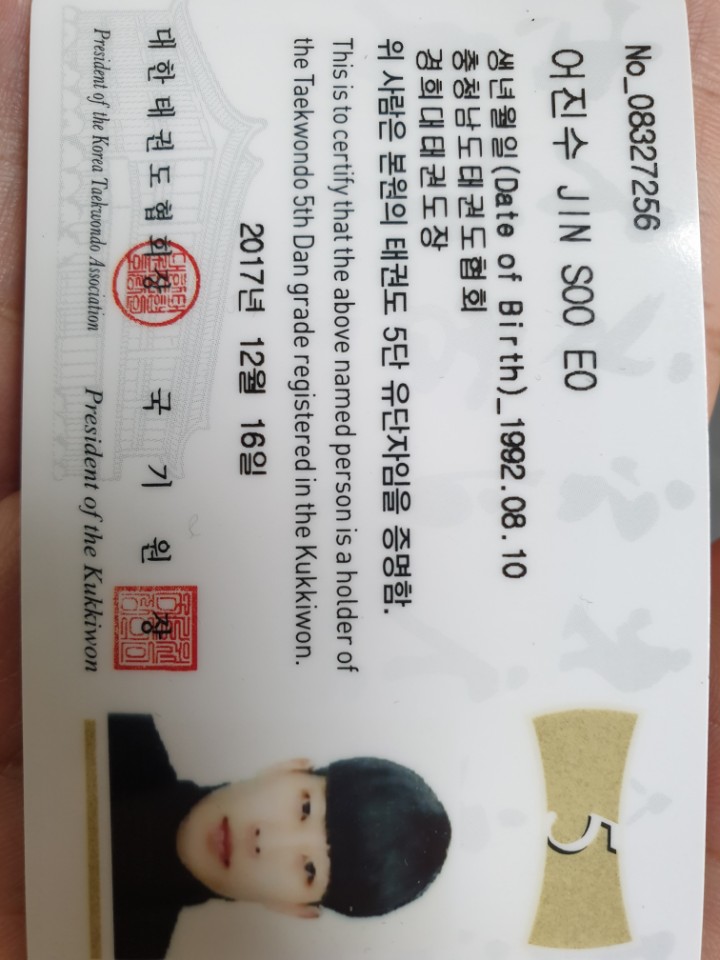 No_08327256
어진수 JIN SOO EO
생년월일(Date of Birth)_1992.08.10
충청남도태권도협회
경희대태권도장
위 사람은 본원의 태권도 5단 유단자임을 증명함.
This is to certify that the above named person is a holder of
the Taekwondo 5th Dan grade registered in the Kukkiwon.
2017년 12월 16일
대한태권도협회장 국기원장
President of the Korea Taekwondo Association President of the Kukkiwon
5